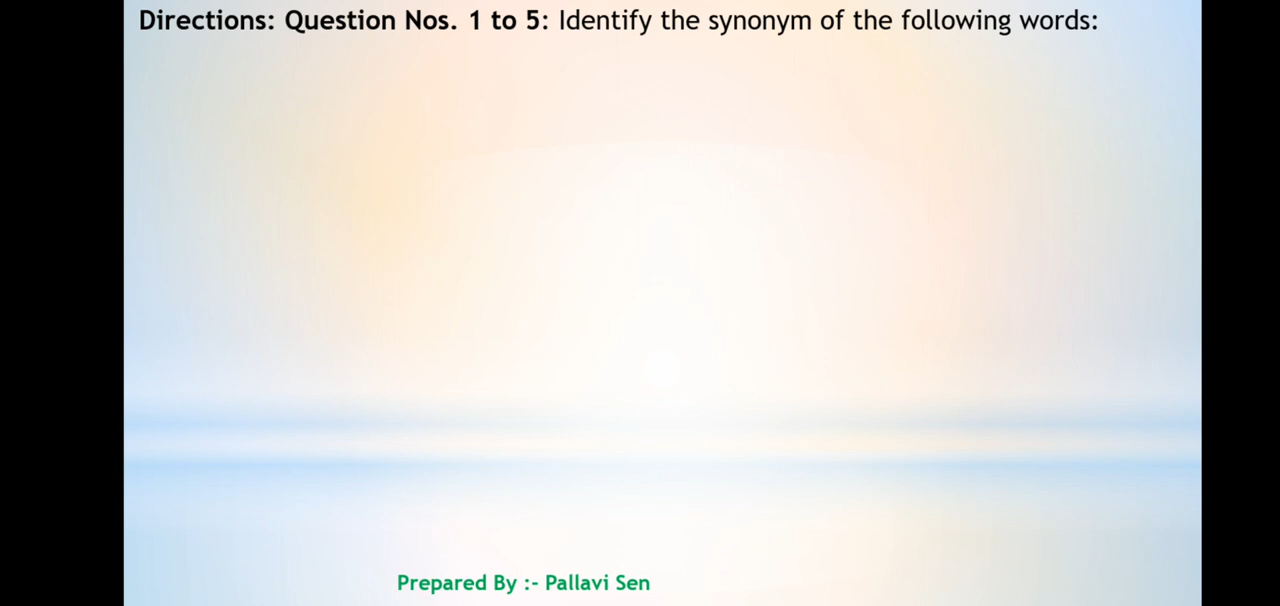 Directions: Question Nos. 1 to 5: Identify the synonym of the following words:
Prepared By :- Pallavi Sen